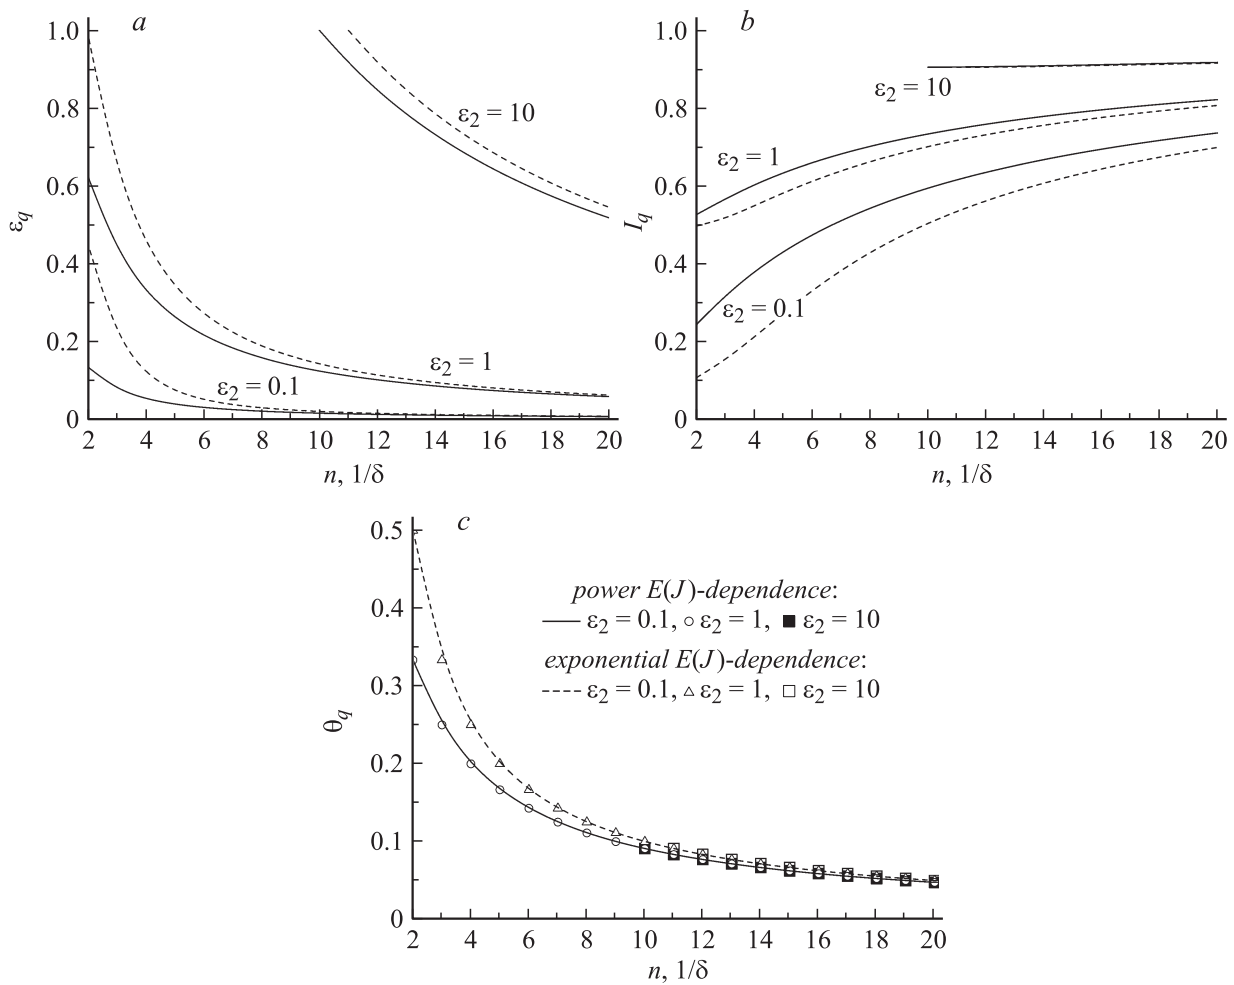 a
1.0
0.8
0.6
0.4
0.2
0
ε_q
ε₂ = 10
ε₂ = 1
ε₂ = 0.1
2 4 6 8 10 12 14 16 18 20
n, 1/δ
b
1.0
0.8
0.6
0.4
0.2
0
I_q
ε₂ = 10
ε₂ = 1
ε₂ = 0.1
2 4 6 8 10 12 14 16 18 20
n, 1/δ
c
0.5
0.4
0.3
0.2
0.1
0
θ_q
power E(J)-dependence:
ε₂ = 0.1, ε₂ = 1, ε₂ = 10
exponential E(J)-dependence:
ε₂ = 0.1, ε₂ = 1, ε₂ = 10
2 4 6 8 10 12 14 16 18 20
n, 1/δ